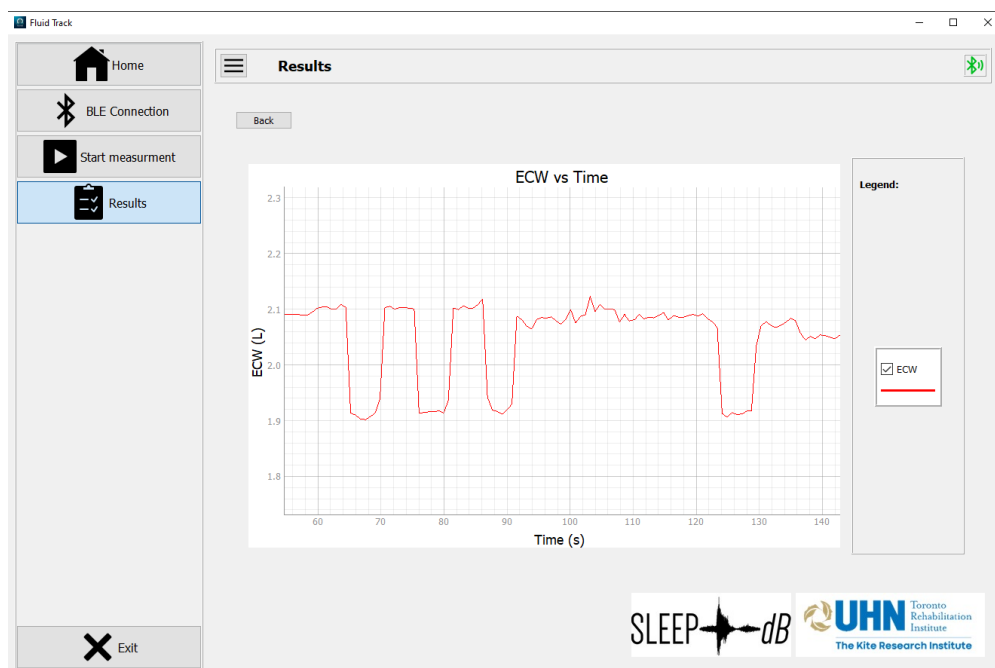 Fluid Track
Home
BLE Connection
Start measurment
Results
Exit
Results
Back
ECW vs Time
2.3
2.2
2.1
2.0
1.9
1.8
ECW (L)
60 70 80 90 100 110 120 130 140
Time (s)
Legend:
ECW
SLEEP dB
UHN
Toronto
Rehabilitation
Institute
The Kite Research Institute